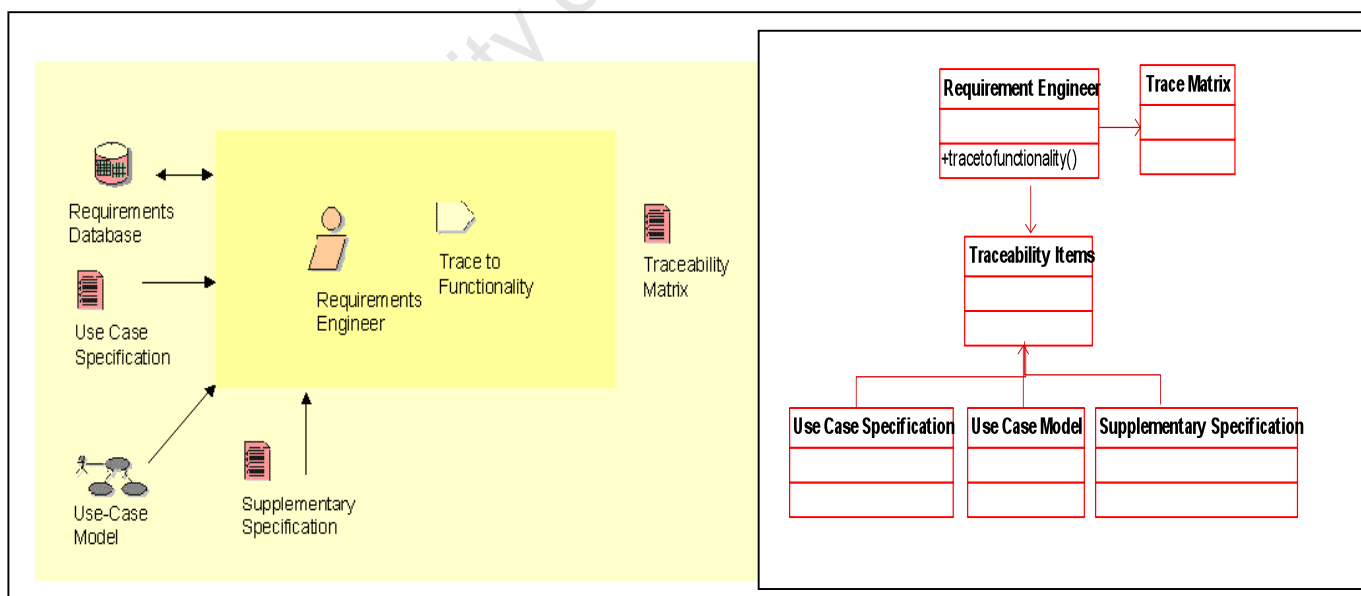 Requirements
Database
Use Case
Specification
Use-Case
Model
Supplementary
Specification
Requirements
Engineer
Trace to
Functionality
Traceability
Matrix
Requirement Engineer
+tracetofunctionality()
Trace Matrix
Traceability Items
Use Case Specification
Use Case Model
Supplementary Specification